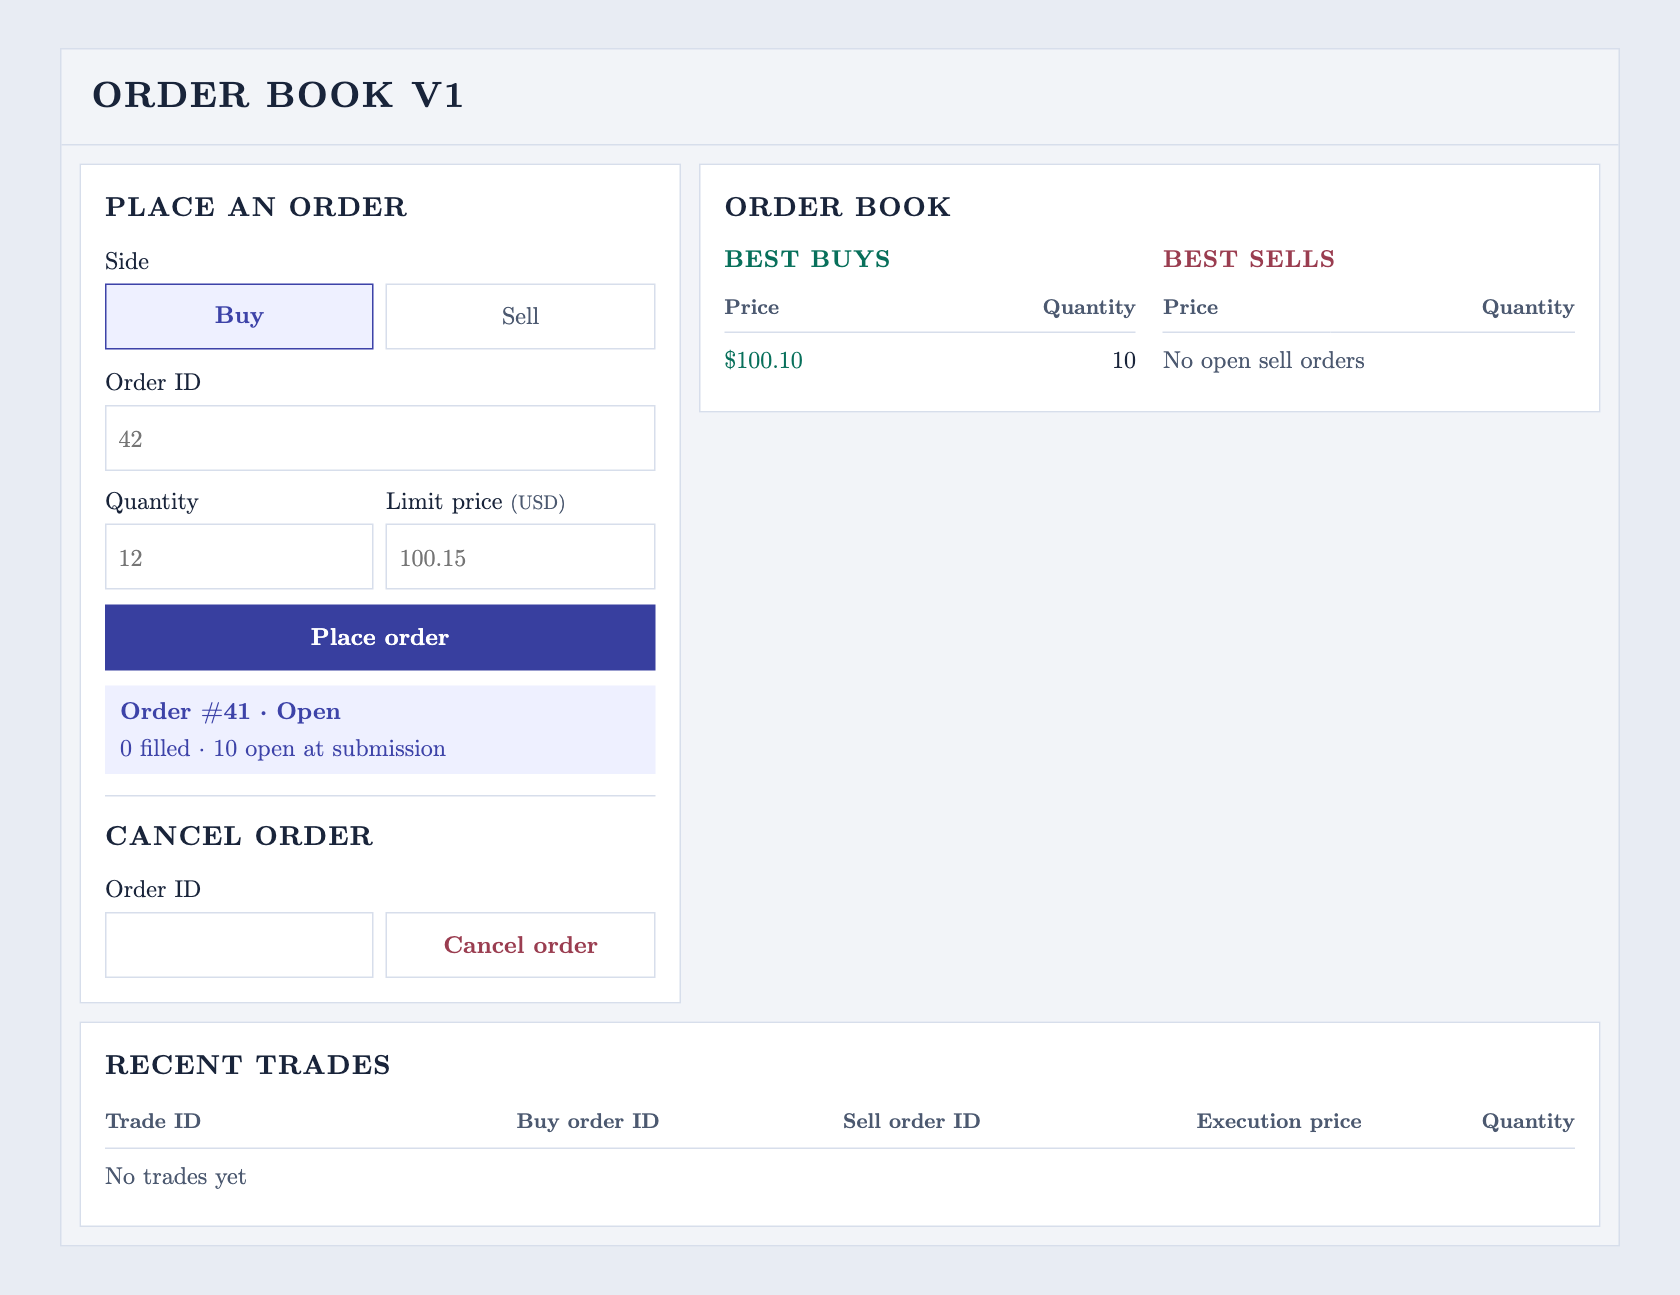 ORDER BOOK V1
PLACE AN ORDER
Side
Buy Sell
Order ID
42
Quantity Limit price (USD)
12 100.15
Place order
Order #41 · Open
0 filled · 10 open at submission
CANCEL ORDER
Order ID
Cancel order
ORDER BOOK
BEST BUYS
Price Quantity
$100.10 10
BEST SELLS
Price Quantity
No open sell orders
RECENT TRADES
Trade ID Buy order ID Sell order ID Execution price Quantity
No trades yet